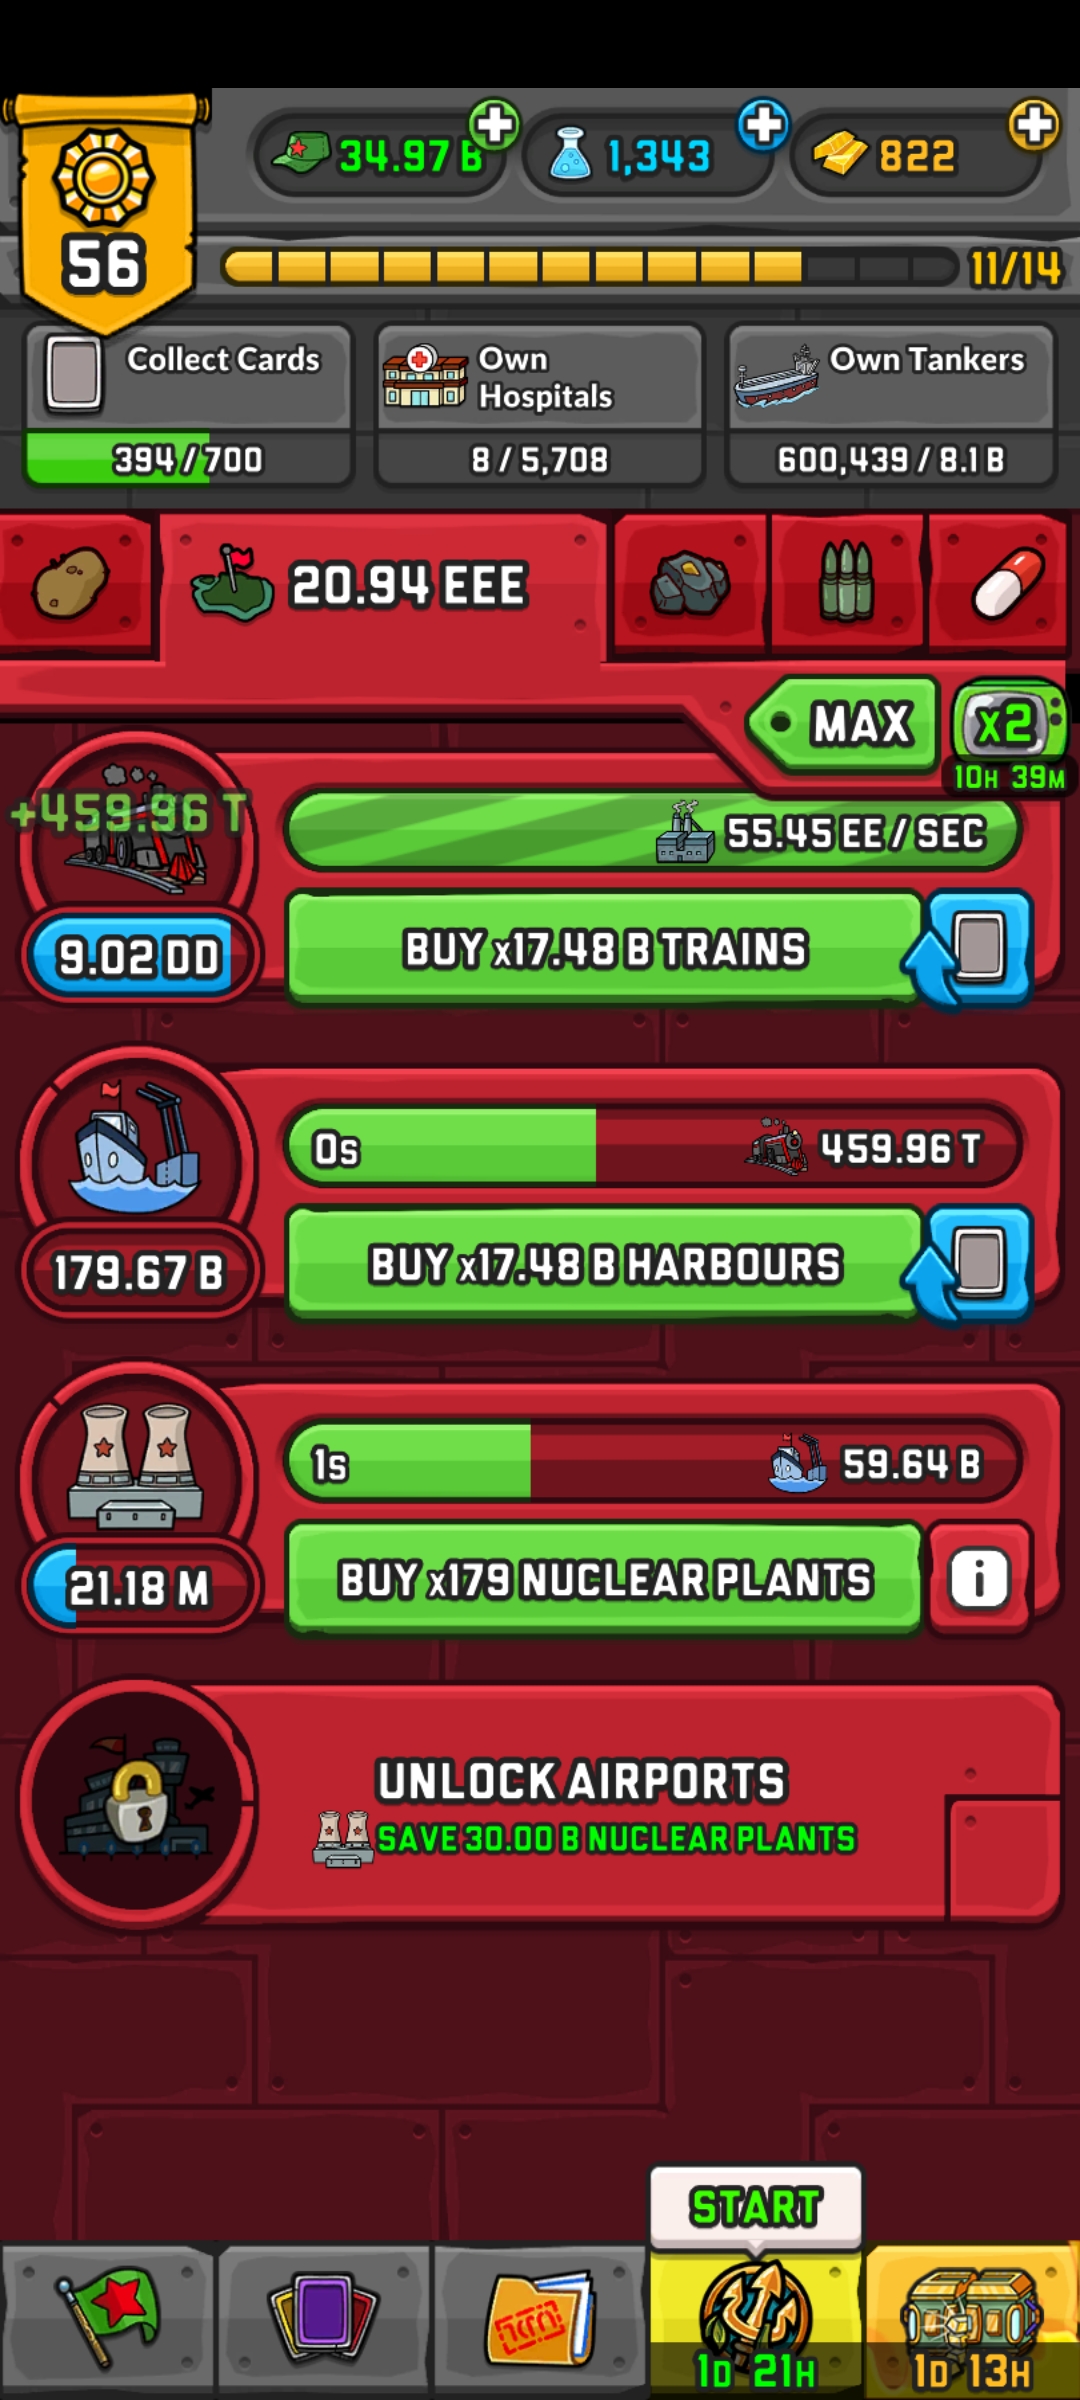 34.97 B
1,343
822
56
11/14
Collect Cards
394/700
Own
Hospitals
8/5,708
Own Tankers
600,439/8.1 B
20.94 EEE
MAX
x2
10H 39M
+459.96 T
55.45 EE/SEC
9.02 DD
BUY x17.48 B TRAINS
0s
459.96 T
179.67 B
BUY x17.48 B HARBOURS
1s
59.64 B
21.18 M
BUY x179 NUCLEAR PLANTS
i
UNLOCK AIRPORTS
SAVE 30.00 B NUCLEAR PLANTS
START
1D 21H
1D 13H